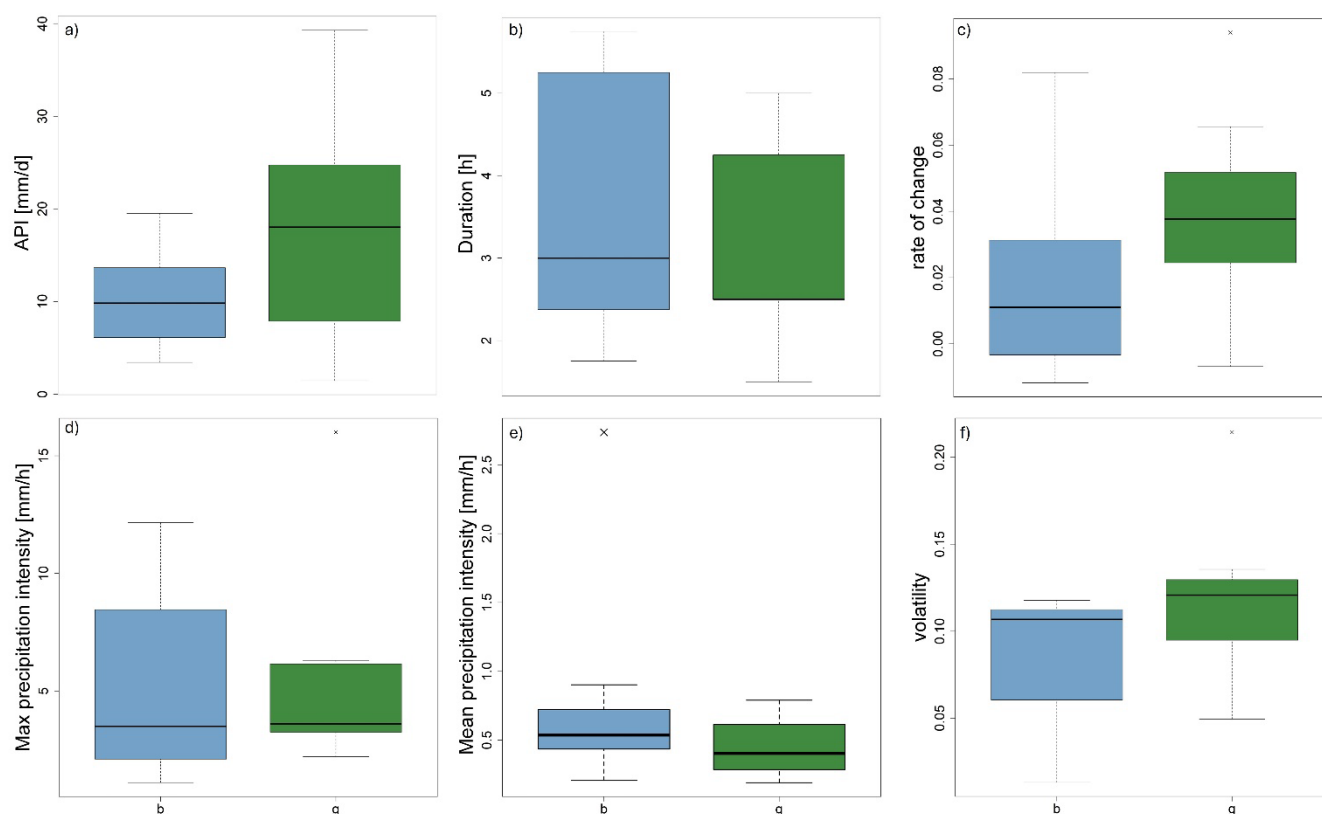 a)
API [mm/d]
0
10
20
30
40
b)
Duration [h]
2
3
4
5
c)
rate of change
0.00
0.02
0.04
0.06
0.08
d)
Max precipitation intensity [mm/h]
5
10
15
b
g
e)
Mean precipitation intensity [mm/h]
0.5
1.0
1.5
2.0
2.5
b
g
f)
volatility
0.05
0.10
0.15
0.20
b
g